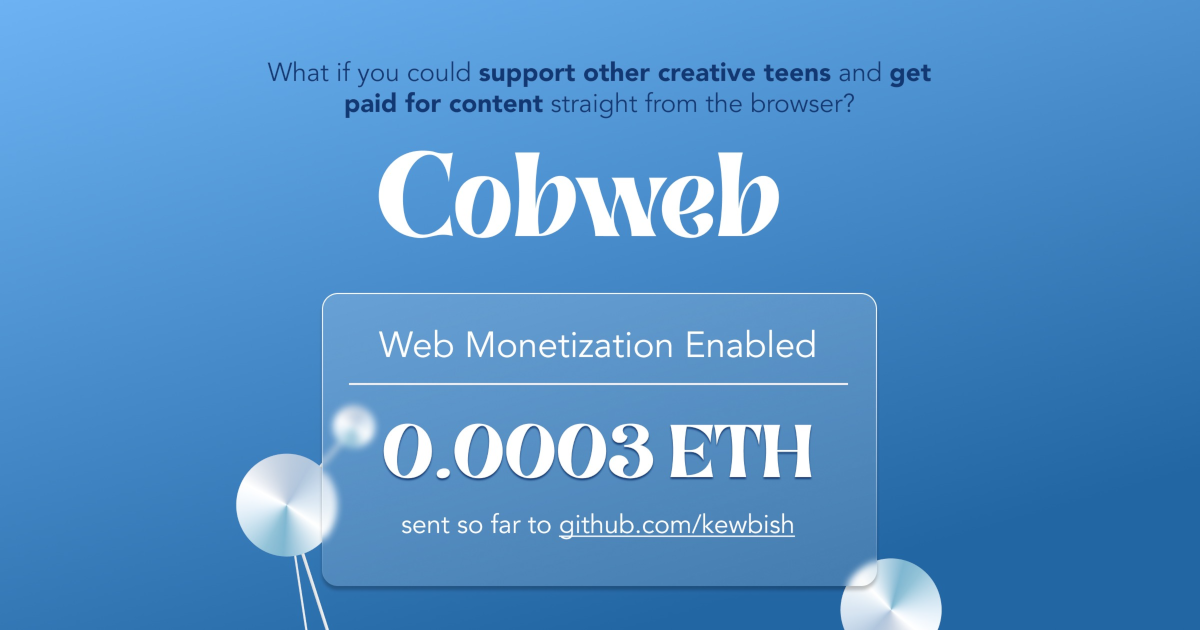 What if you could support other creative teens and get
paid for content straight from the browser?
Cobweb
Web Monetization Enabled
0.0003 ETH
sent so far to github.com/kewbish